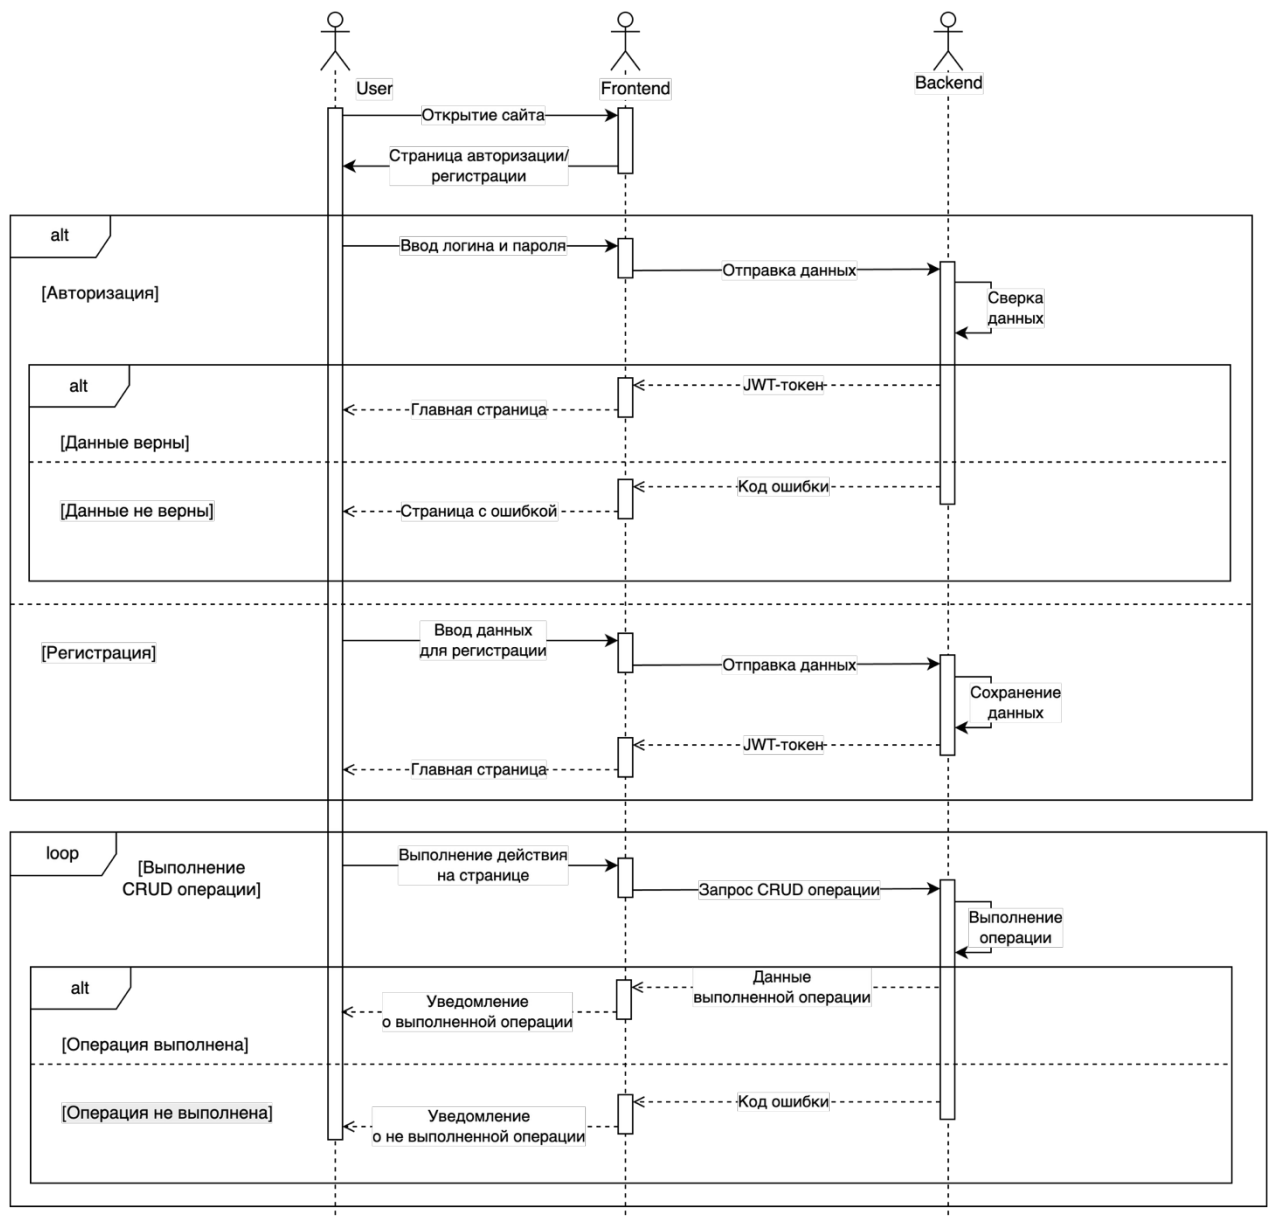 User
Frontend
Backend
Открытие сайта
Страница авторизации/
регистрации
alt
Ввод логина и пароля
Отправка данных
[Авторизация]
Сверка
данных
alt
JWT-токен
Главная страница
[Данные верны]
Код ошибки
[Данные не верны]
Страница с ошибкой
[Регистрация]
Ввод данных
для регистрации
Отправка данных
Сохранение
данных
JWT-токен
Главная страница
loop
[Выполнение
CRUD операции]
Выполнение действия
на странице
Запрос CRUD операции
Выполнение
операции
alt
Данные
выполненной операции
Уведомление
о выполненной операции
[Операция выполнена]
Код ошибки
[Операция не выполнена]
Уведомление
о не выполненной операции